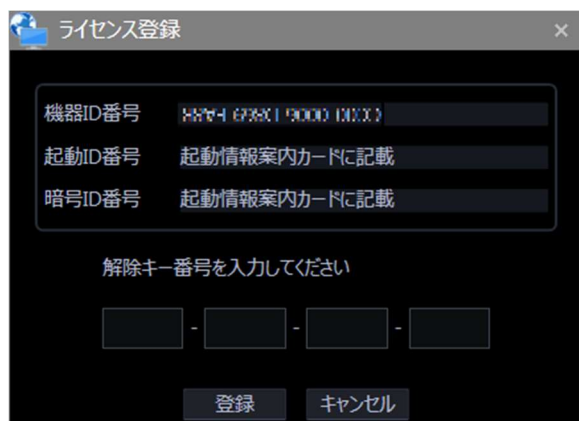 ライセンス登録
×
機器ID番号
起動ID番号 起動情報案内カードに記載
暗号ID番号 起動情報案内カードに記載
解除キー番号を入力してください
- - -
登録 キャンセル